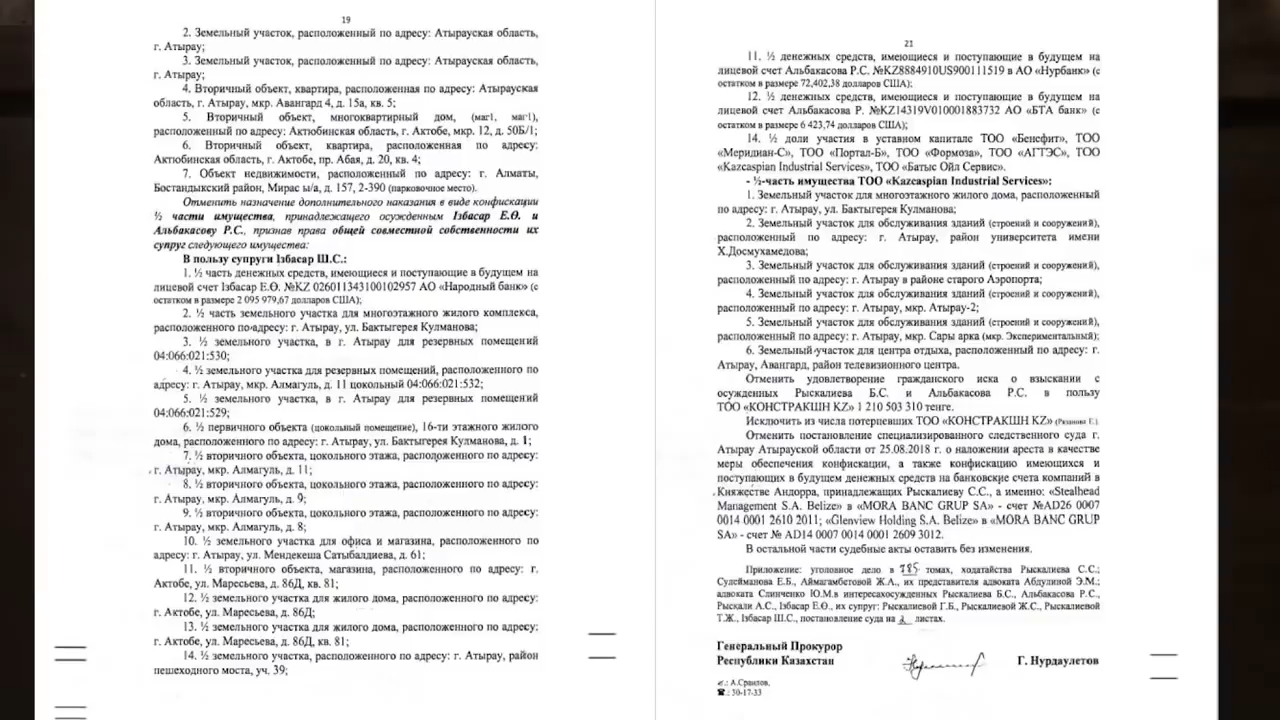 19
2. Земельный участок, расположенный по адресу: Атырауская область,
г. Атырау;
3. Земельный участок, расположенный по адресу: Атырауская область,
г. Атырау;
4. Вторичный объект, квартира, расположенная по адресу: Атырауская
область, г. Атырау, мкр. Авангард 4, д. 15а, кв. 5;
5. Вторичный объект, многоквартирный дом, (маг1, маг1),
расположенный по адресу: Актюбинская область, г. Актобе, мкр. 12, д. 50Б/1;
6. Вторичный объект, квартира, расположенная по адресу:
Актюбинская область, г. Актобе, пр. Абая, д. 20, кв. 4;
7. Объект недвижимости, расположенный по адресу: г. Алматы,
Бостандыкский район, Мирас ы/а, д. 157, 2-390 (парковочное место).
Отменить назначение дополнительного наказания в виде конфискации
½ части имущества, принадлежащего осужденным Ізбасар Е.Ө. и
Альбакасову Р.С., признав права общей совместной собственности их
супруг следующего имущества:
В пользу супруги Ізбасар Ш.С.:
1. ½ часть денежных средств, имеющиеся и поступающие в будущем на
лицевой счет Ізбасар Е.Ө. №KZ 026011343100102957 АО «Народный банк» (с
остатком в размере 2 095 979,67 долларов США);
2. ½ часть земельного участка для многоэтажного жилого комплекса,
расположенного по адресу: г. Атырау, ул. Бактыгерея Кулманова;
3. ½ земельного участка, в г. Атырау для резервных помещений
04:066:021:530;
4. ½ земельного участка для резервных помещений, расположенного по
адресу: г. Атырау, мкр. Алмагуль, д. 11 цокольный 04:066:021:532;
5. ½ земельного участка, в г. Атырау для резервных помещений
04:066:021:529;
6. ½ первичного объекта (цокольный помещение), 16-ти этажного жилого
дома, расположенного по адресу: г. Атырау, ул. Бактыгерея Кулманова, д. 1;
7. ½ вторичного объекта, цокольного этажа, расположенного по адресу:
г. Атырау, мкр. Алмагуль, д. 11;
8. ½ вторичного объекта, цокольного этажа, расположенного по адресу:
г. Атырау, мкр. Алмагуль, д. 9;
9. ½ вторичного объекта, цокольного этажа, расположенного по адресу:
г. Атырау, мкр. Алмагуль, д. 8;
10. ½ земельного участка для офиса и магазина, расположенного по
адресу: г. Атырау, ул. Мендекеша Сатыбалдиева, д. 61;
11. ½ вторичного объекта, магазина, расположенного по адресу: г.
Актобе, ул. Маресьева, д. 86Д, кв. 81;
12. ½ земельного участка для жилого дома, расположенного по адресу:
г. Актобе, ул. Маресьева, д. 86Д;
13. ½ земельного участка для жилого дома, расположенного по адресу:
г. Актобе, ул. Маресьева, д. 86Д, кв. 81;
14. ½ земельного участка, расположенного по адресу: г. Атырау, район
пешеходного моста, уч. 39;
21
11. ½ денежных средств, имеющиеся и поступающие в будущем на
лицевой счет Альбакасова Р.С. №KZ8884910US900111519 в АО «Нурбанк» (с
остатком в размере 72,402,38 долларов США);
12. ½ денежных средств, имеющиеся и поступающие в будущем на
лицевой счет Альбакасова Р. №KZ14319V010001883732 АО «БТА банк» (с
остатком в размере 6 423,74 долларов США);
14. ½ доли участия в уставном капитале ТОО «Бенефит», ТОО
«Меридиан-С», ТОО «Портал-Б», ТОО «Формоза», ТОО «АГТЭС», ТОО
«Kazcaspian Industrial Services», ТОО «Батыс Ойл Сервис».
- ½-часть имущества ТОО «Kazcaspian Industrial Services»:
1. Земельный участок для многоэтажного жилого дома, расположенный
по адресу: г. Атырау, ул. Бактыгерея Кулманова;
2. Земельный участок для обслуживания зданий (строений и сооружений),
расположенный по адресу: г. Атырау, район университета имени
Х.Досмухамедова;
3. Земельный участок для обслуживания зданий (строений и сооружений),
расположенный по адресу: г. Атырау в районе старого Аэропорта;
4. Земельный участок для обслуживания зданий (строений и сооружений),
расположенный по адресу: г. Атырау, мкр. Атырау-2;
5. Земельный участок для обслуживания зданий (строений и сооружений),
расположенный по адресу: г. Атырау, мкр. Сары арка (мкр. Экспериментальный);
6. Земельный участок для центра отдыха, расположенный по адресу: г.
Атырау, Авангард, район телевизионного центра.
Отменить удовлетворение гражданского иска о взыскании с
осужденных Рыскалиева Б.С. и Альбакасова Р.С. в пользу
ТОО «КОНСТРАКШН KZ» 1 210 503 310 тенге.
Исключить из числа потерпевших ТОО «КОНСТРАКШН KZ»
Отменить постановление специализированного следственного суда г.
Атырау Атырауской области от 25.08.2018 г. о наложении ареста в качестве
меры обеспечения конфискации, а также конфискацию имеющихся и
поступающих в будущем денежных средств на банковские счета компаний в
Княжестве Андорра, принадлежащих Рыскалиеву С.С., а именно: «Stealhead
Management S.A. Belize» в «MORA BANC GRUP SA» - счет №AD26 0007
0014 0001 2610 2011; «Glenview Holding S.A. Belize» в «MORA BANC GRUP
SA» - счет № AD14 0007 0014 0001 2609 3012.
В остальной части судебные акты оставить без изменения.
Приложение: уголовное дело в 785 томах, ходатайства Рыскалиева С.С.;
Сулейманова Е.Б., Аймагамбетовой Ж.А., их представителя адвоката Абдулиной Э.М.;
адвоката Слинченко Ю.М.в интересахосужденных Рыскалиева Б.С., Альбакасова Р.С.,
Рыскали А.С., Ізбасар Е.Ө., их супруг: Рыскалиевой Г.Б., Рыскалиевой Ж.С., Рыскалиевой
Т.Ж., Ізбасар Ш.С., постановление суда на 2 листах.
Генеральный Прокурор
Республики Казахстан Г. Нурдаулетов
А.Сраилов,
☎.: 50-17-33